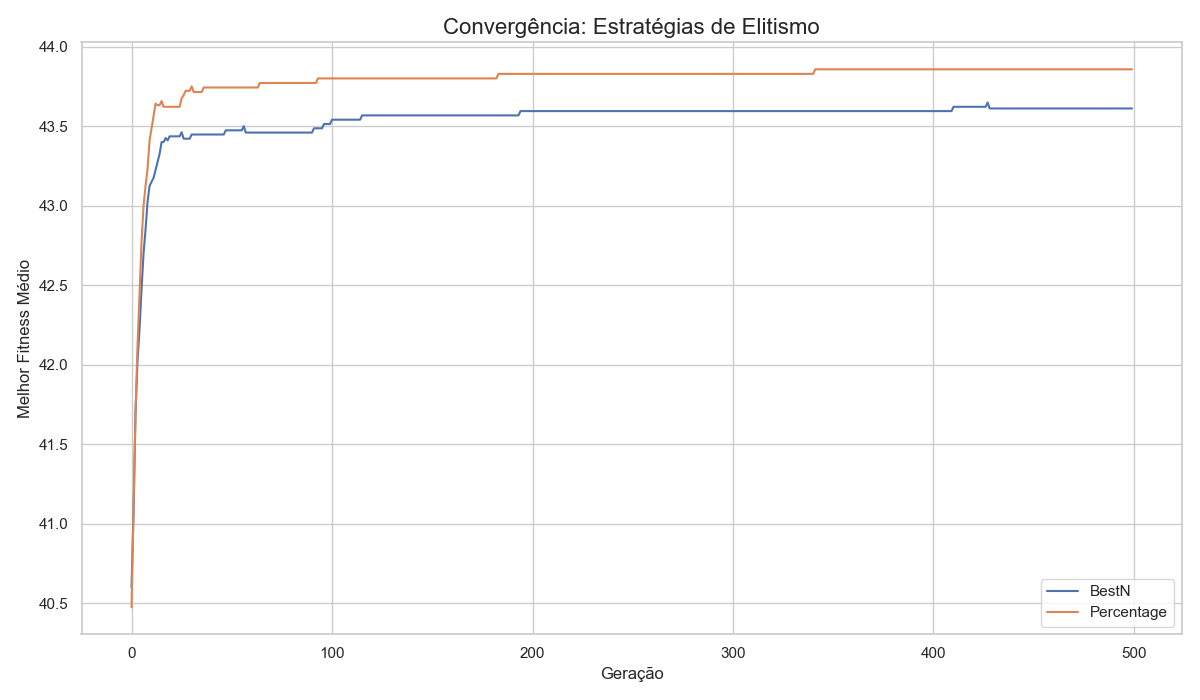 Convergência: Estratégias de Elitismo
44.0
43.5
43.0
42.5
42.0
41.5
41.0
40.5
Melhor Fitness Médio
0
100
200
300
400
500
Geração
BestN
Percentage